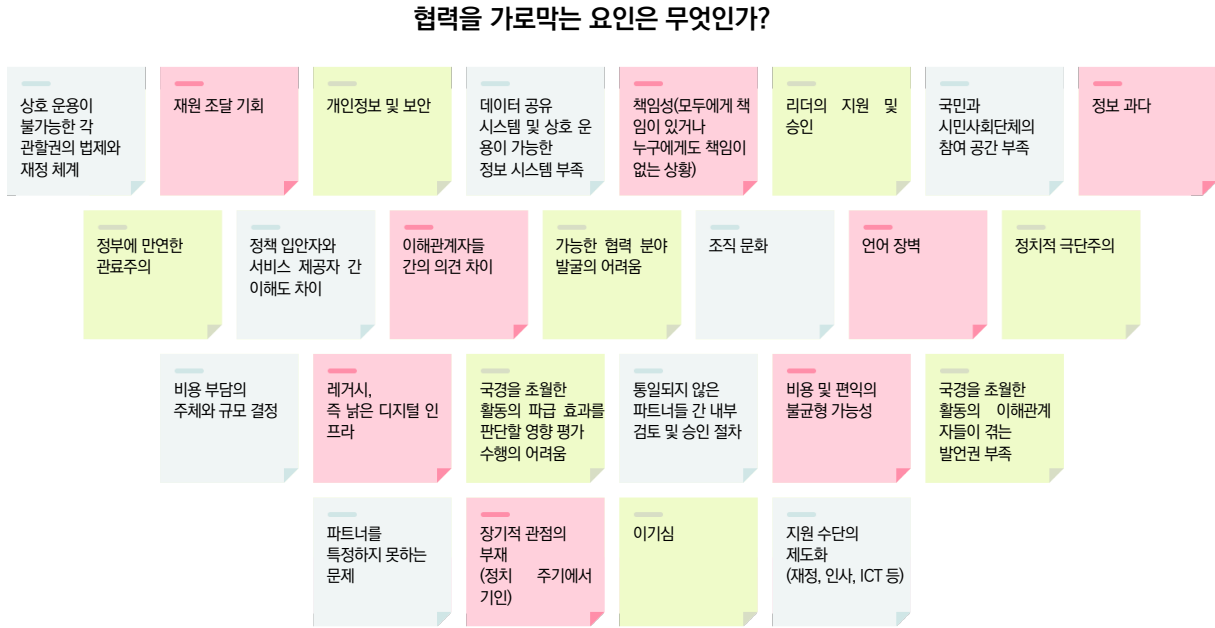 협력을 가로막는 요인은 무엇인가?
상호 운용이
불가능한 각
관할권의 법제와
재정 체계
재원 조달 기회
개인정보 및 보안
데이터 공유
시스템 및 상호 운
용이 가능한
정보 시스템 부족
책임성(모두에게 책
임이 있거나
누구에게도 책임이
없는 상황)
리더의 지원 및
승인
국민과
시민사회단체의
참여 공간 부족
정보 과다
정부에 만연한
관료주의
정책 입안자와
서비스 제공자 간
이해도 차이
이해관계자들
간의 의견 차이
가능한 협력 분야
발굴의 어려움
조직 문화
언어 장벽
정치적 극단주의
비용 부담의
주체와 규모 결정
레거시,
즉 낡은 디지털 인
프라
국경을 초월한
활동의 파급 효과를
판단할 영향 평가
수행의 어려움
통일되지 않은
파트너들 간 내부
검토 및 승인 절차
비용 및 편익의
불균형 가능성
국경을 초월한
활동의 이해관계
자들이 겪는
발언권 부족
파트너를
특정하지 못하는
문제
장기적 관점의
부재
(정치 주기에서
기인)
이기심
지원 수단의
제도화
(재정, 인사, ICT 등)